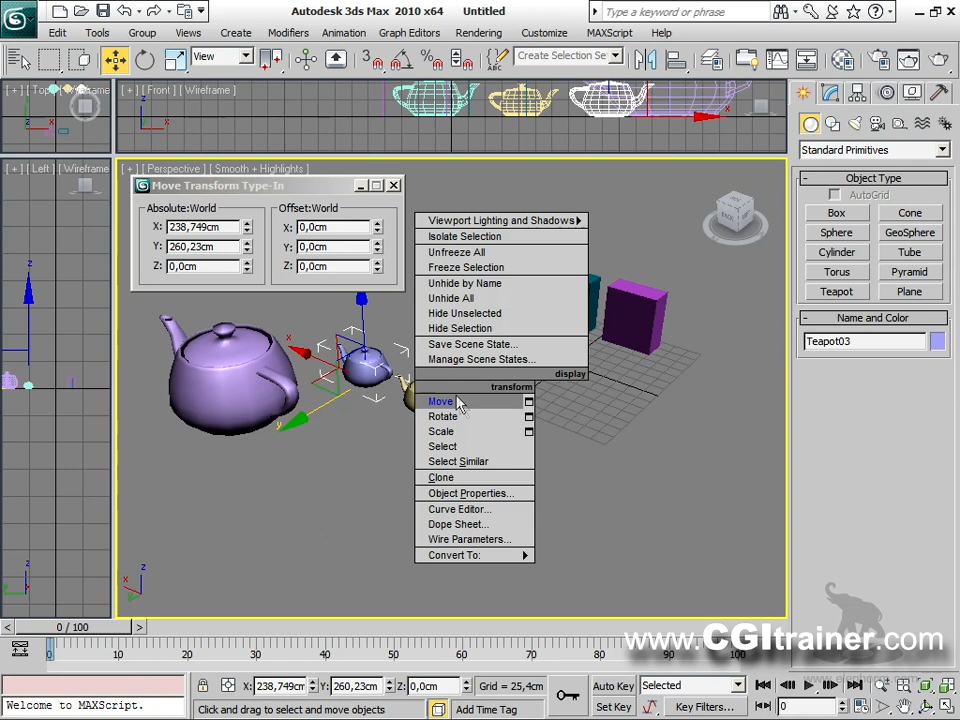 Autodesk 3ds Max 2010 x64 Untitled
Type a keyword or phrase
Edit Tools Group Views Create Modifiers Animation Graph Editors Rendering Customize MAXScript Help
View
Create Selection Se
[ + ] Top
[ + ] [ Front ] [ Wireframe ]
[ + ] [ Left ] [ Wireframe
[ + ] [ Perspective ] [ Smooth + Highlights ]
Move Transform Type-In
Absolute:World
X: 238,749cm
Y: 260,23cm
Z: 0,0cm
Offset:World
X: 0,0cm
Y: 0,0cm
Z: 0,0cm
Viewport Lighting and Shadows
Isolate Selection
Unfreeze All
Freeze Selection
Unhide by Name
Unhide All
Hide Unselected
Hide Selection
Save Scene State...
Manage Scene States...
display
transform
Move
Rotate
Scale
Select
Select Similar
Clone
Object Properties...
Curve Editor...
Dope Sheet...
Wire Parameters...
Convert To:
Standard Primitives
Object Type
AutoGrid
Box Cone
Sphere GeoSphere
Cylinder Tube
Torus Pyramid
Teapot Plane
Name and Color
Teapot03
0 / 100
0 10 20 30 40 50 60 70 80 90 100
www.CGItrainer.com
Welcome to MAXScript.
X: 238,749cm Y: 260,23cm Z: 0,0cm Grid = 25,4cm
Click and drag to select and move objects
Add Time Tag
Auto Key Selected
Set Key Key Filters...
0